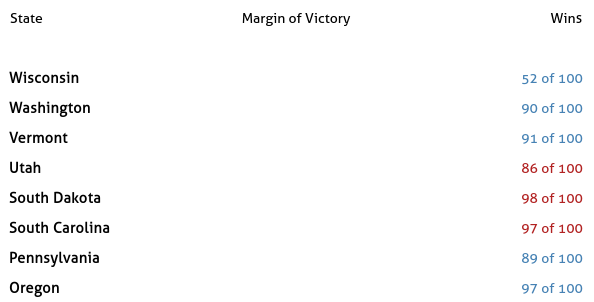 State Margin of Victory Wins
Wisconsin 52 of 100
Washington 90 of 100
Vermont 91 of 100
Utah 86 of 100
South Dakota 98 of 100
South Carolina 97 of 100
Pennsylvania 89 of 100
Oregon 97 of 100